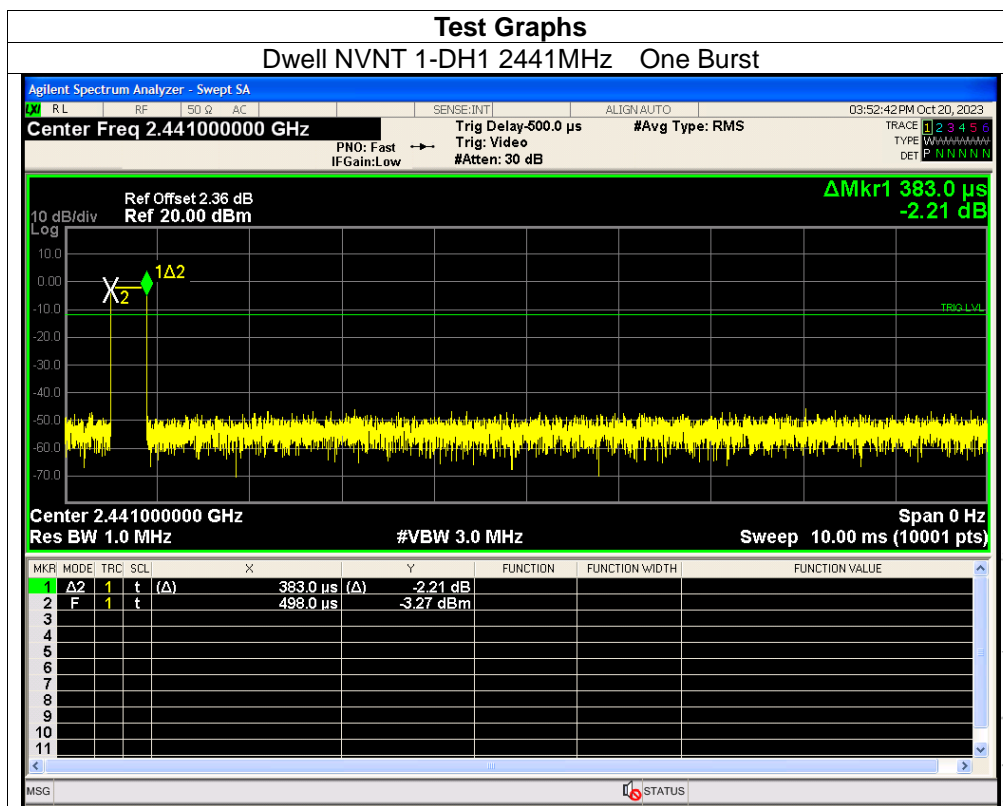 Test Graphs
Dwell NVNT 1-DH1 2441MHz One Burst
Agilent Spectrum Analyzer - Swept SA
LXI RL RF 50 Ω AC SENSE:INT ALIGN AUTO 03:52:42 PM Oct 20, 2023
Center Freq 2.441000000 GHz Trig Delay-500.0 µs #Avg Type: RMS TRACE 1 2 3 4 5 6
PNO: Fast Trig: Video TYPE WWWWWW
IFGain:Low #Atten: 30 dB DET P N N N N N
ΔMkr1 383.0 µs
Ref Offset 2.36 dB
10 dB/div Ref 20.00 dBm -2.21 dB
Log
10.0
0.00
1Δ2
X2
-10.0
TRIG LVL
-20.0
-30.0
-40.0
-50.0
-60.0
-70.0
Center 2.441000000 GHz Span 0 Hz
Res BW 1.0 MHz #VBW 3.0 MHz Sweep 10.00 ms (10001 pts)
MKR MODE TRC SCL X Y FUNCTION FUNCTION WIDTH FUNCTION VALUE
1 Δ2 1 t (Δ) 383.0 µs (Δ) -2.21 dB
2 F 1 t 498.0 µs -3.27 dBm
3
4
5
6
7
8
9
10
11
MSG STATUS